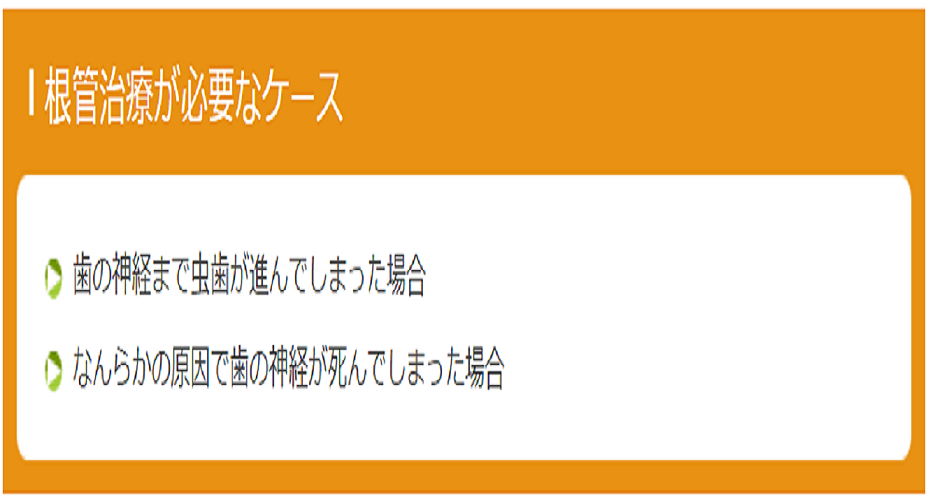 根管治療が必要なケース
歯の神経まで虫歯が進んでしまった場合
なんらかの原因で歯の神経が死んでしまった場合